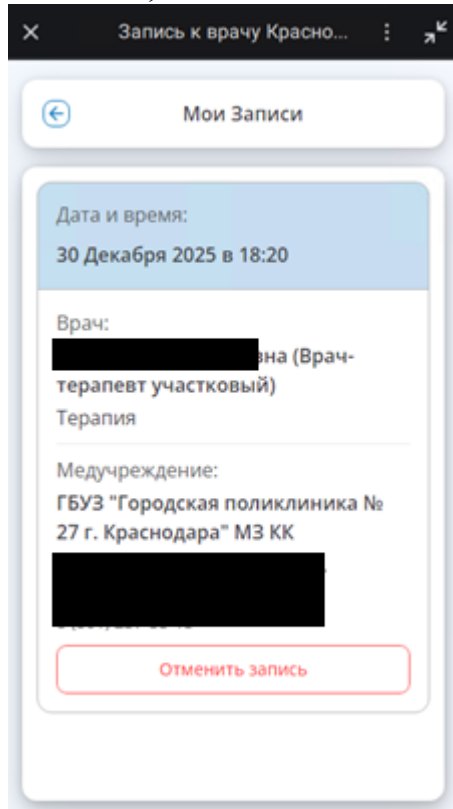 Запись к врачу Красно...
Мои Записи
Дата и время:
30 Декабря 2025 в 18:20
Врач:
вна (Врач-
терапевт участковый)
Терапия
Медучреждение:
ГБУЗ "Городская поликлиника №
27 г. Краснодара" МЗ КК
Отменить запись